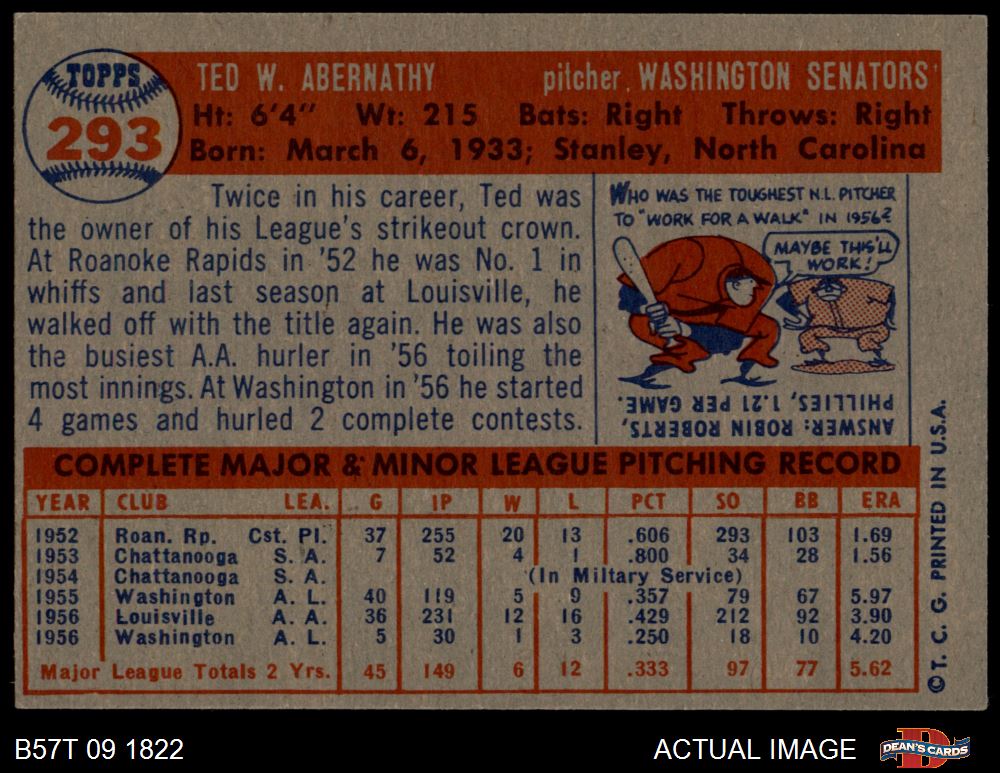 TOPPS
293
TED W. ABERNATHY pitcher, WASHINGTON SENATORS
Ht: 6'4" Wt: 215 Bats: Right Throws: Right
Born: March 6, 1933; Stanley, North Carolina
Twice in his career, Ted was
the owner of his League's strikeout crown.
At Roanoke Rapids in '52 he was No. 1 in
whiffs and last season at Louisville, he
walked off with the title again. He was also
the busiest A.A. hurler in '56 toiling the
most innings. At Washington in '56 he started
4 games and hurled 2 complete contests.
WHO WAS THE TOUGHEST N.L. PITCHER
TO "WORK FOR A WALK" IN 1956?
MAYBE THIS'LL
WORK!
ANSWER: ROBIN ROBERTS,
PHILLIES, 1.21 PER GAME.
COMPLETE MAJOR & MINOR LEAGUE PITCHING RECORD
YEAR CLUB LEA. G IP W L PCT SO BB ERA
1952 Roan. Rp. Cst. Pl. 37 255 20 13 .606 293 103 1.69
1953 Chattanooga S. A. 7 52 4 1 .800 34 28 1.56
1954 Chattanooga S. A. (In Military Service)
1955 Washington A. L. 40 119 5 9 .357 79 67 5.97
1956 Louisville A. A. 36 231 12 16 .429 212 92 3.90
1956 Washington A. L. 5 30 1 3 .250 18 10 4.20
Major League Totals 2 Yrs. 45 149 6 12 .333 97 77 5.62
© T. C. G. PRINTED IN U.S.A.
B57T 09 1822 ACTUAL IMAGE
DEAN'S CARDS